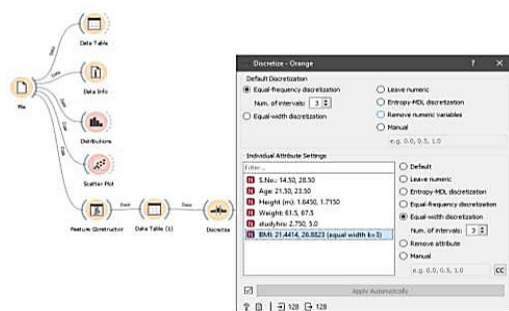 Data Table
Data
Data
Data Info
File
Data
Data
Distributions
Scatter Plot
Data
Feature Constructor
Data
Data Table (1)
Data
Discretize
Discretize - Orange
? ×
Default Discretization
Equal-frequency discretization
Num. of intervals: 3
Equal-width discretization
Leave numeric
Entropy-MDL discretization
Remove numeric variables
Manual
e.g. 0.0, 0.5, 1.0
Individual Attribute Settings
Filter...
N S.No.: 14.50, 28.50
N Age: 21.50, 23.50
N Height (m): 1.6450, 1.7150
N Weight: 61.5, 67.5
N studyhrs: 2.750, 5.0
N BMI: 21.4414, 26.8823 (equal width k=3)
Default
Leave numeric
Entropy-MDL discretization
Equal-frequency discretization
Equal-width discretization
Num. of intervals: 3
Remove attribute
Manual
e.g. 0.0, 0.5, 1.0 CC
Apply Automatically
? 128 128